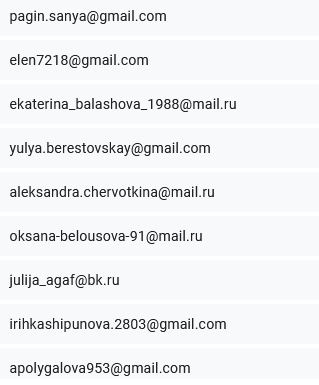 pagin.sanya@gmail.com
elen7218@gmail.com
ekaterina_balashova_1988@mail.ru
yulya.berestovskay@gmail.com
aleksandra.chervotkina@mail.ru
oksana-belousova-91@mail.ru
julija_agaf@bk.ru
irihkashipunova.2803@gmail.com
apolygalova953@gmail.com